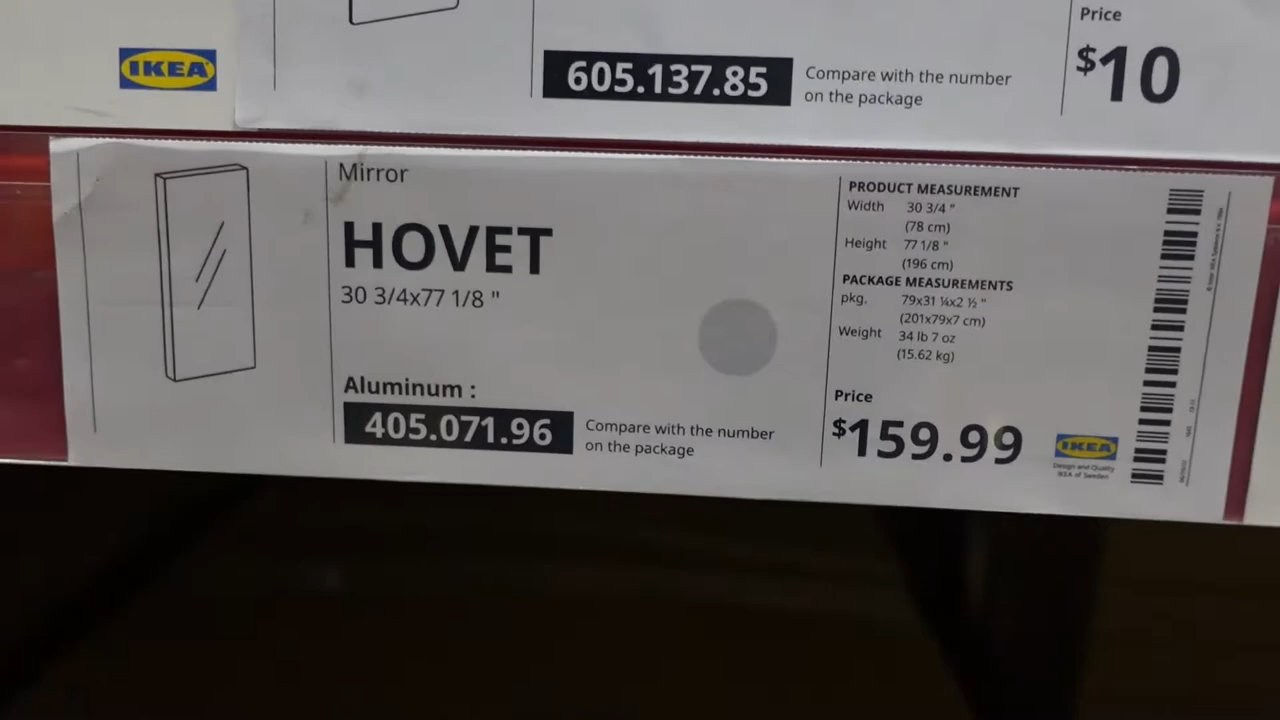 Price
$10
IKEA
605.137.85
Compare with the number
on the package
Mirror
HOVET
30 3/4x77 1/8 "
Aluminum :
405.071.96
Compare with the number
on the package
PRODUCT MEASUREMENT
Width 30 3/4 "
(78 cm)
Height 77 1/8 "
(196 cm)
PACKAGE MEASUREMENTS
pkg. 79x31 ¼x2 ½ "
(201x79x7 cm)
Weight 34 lb 7 oz
(15.62 kg)
Price
$159.99
IKEA
Design and Quality
IKEA of Sweden